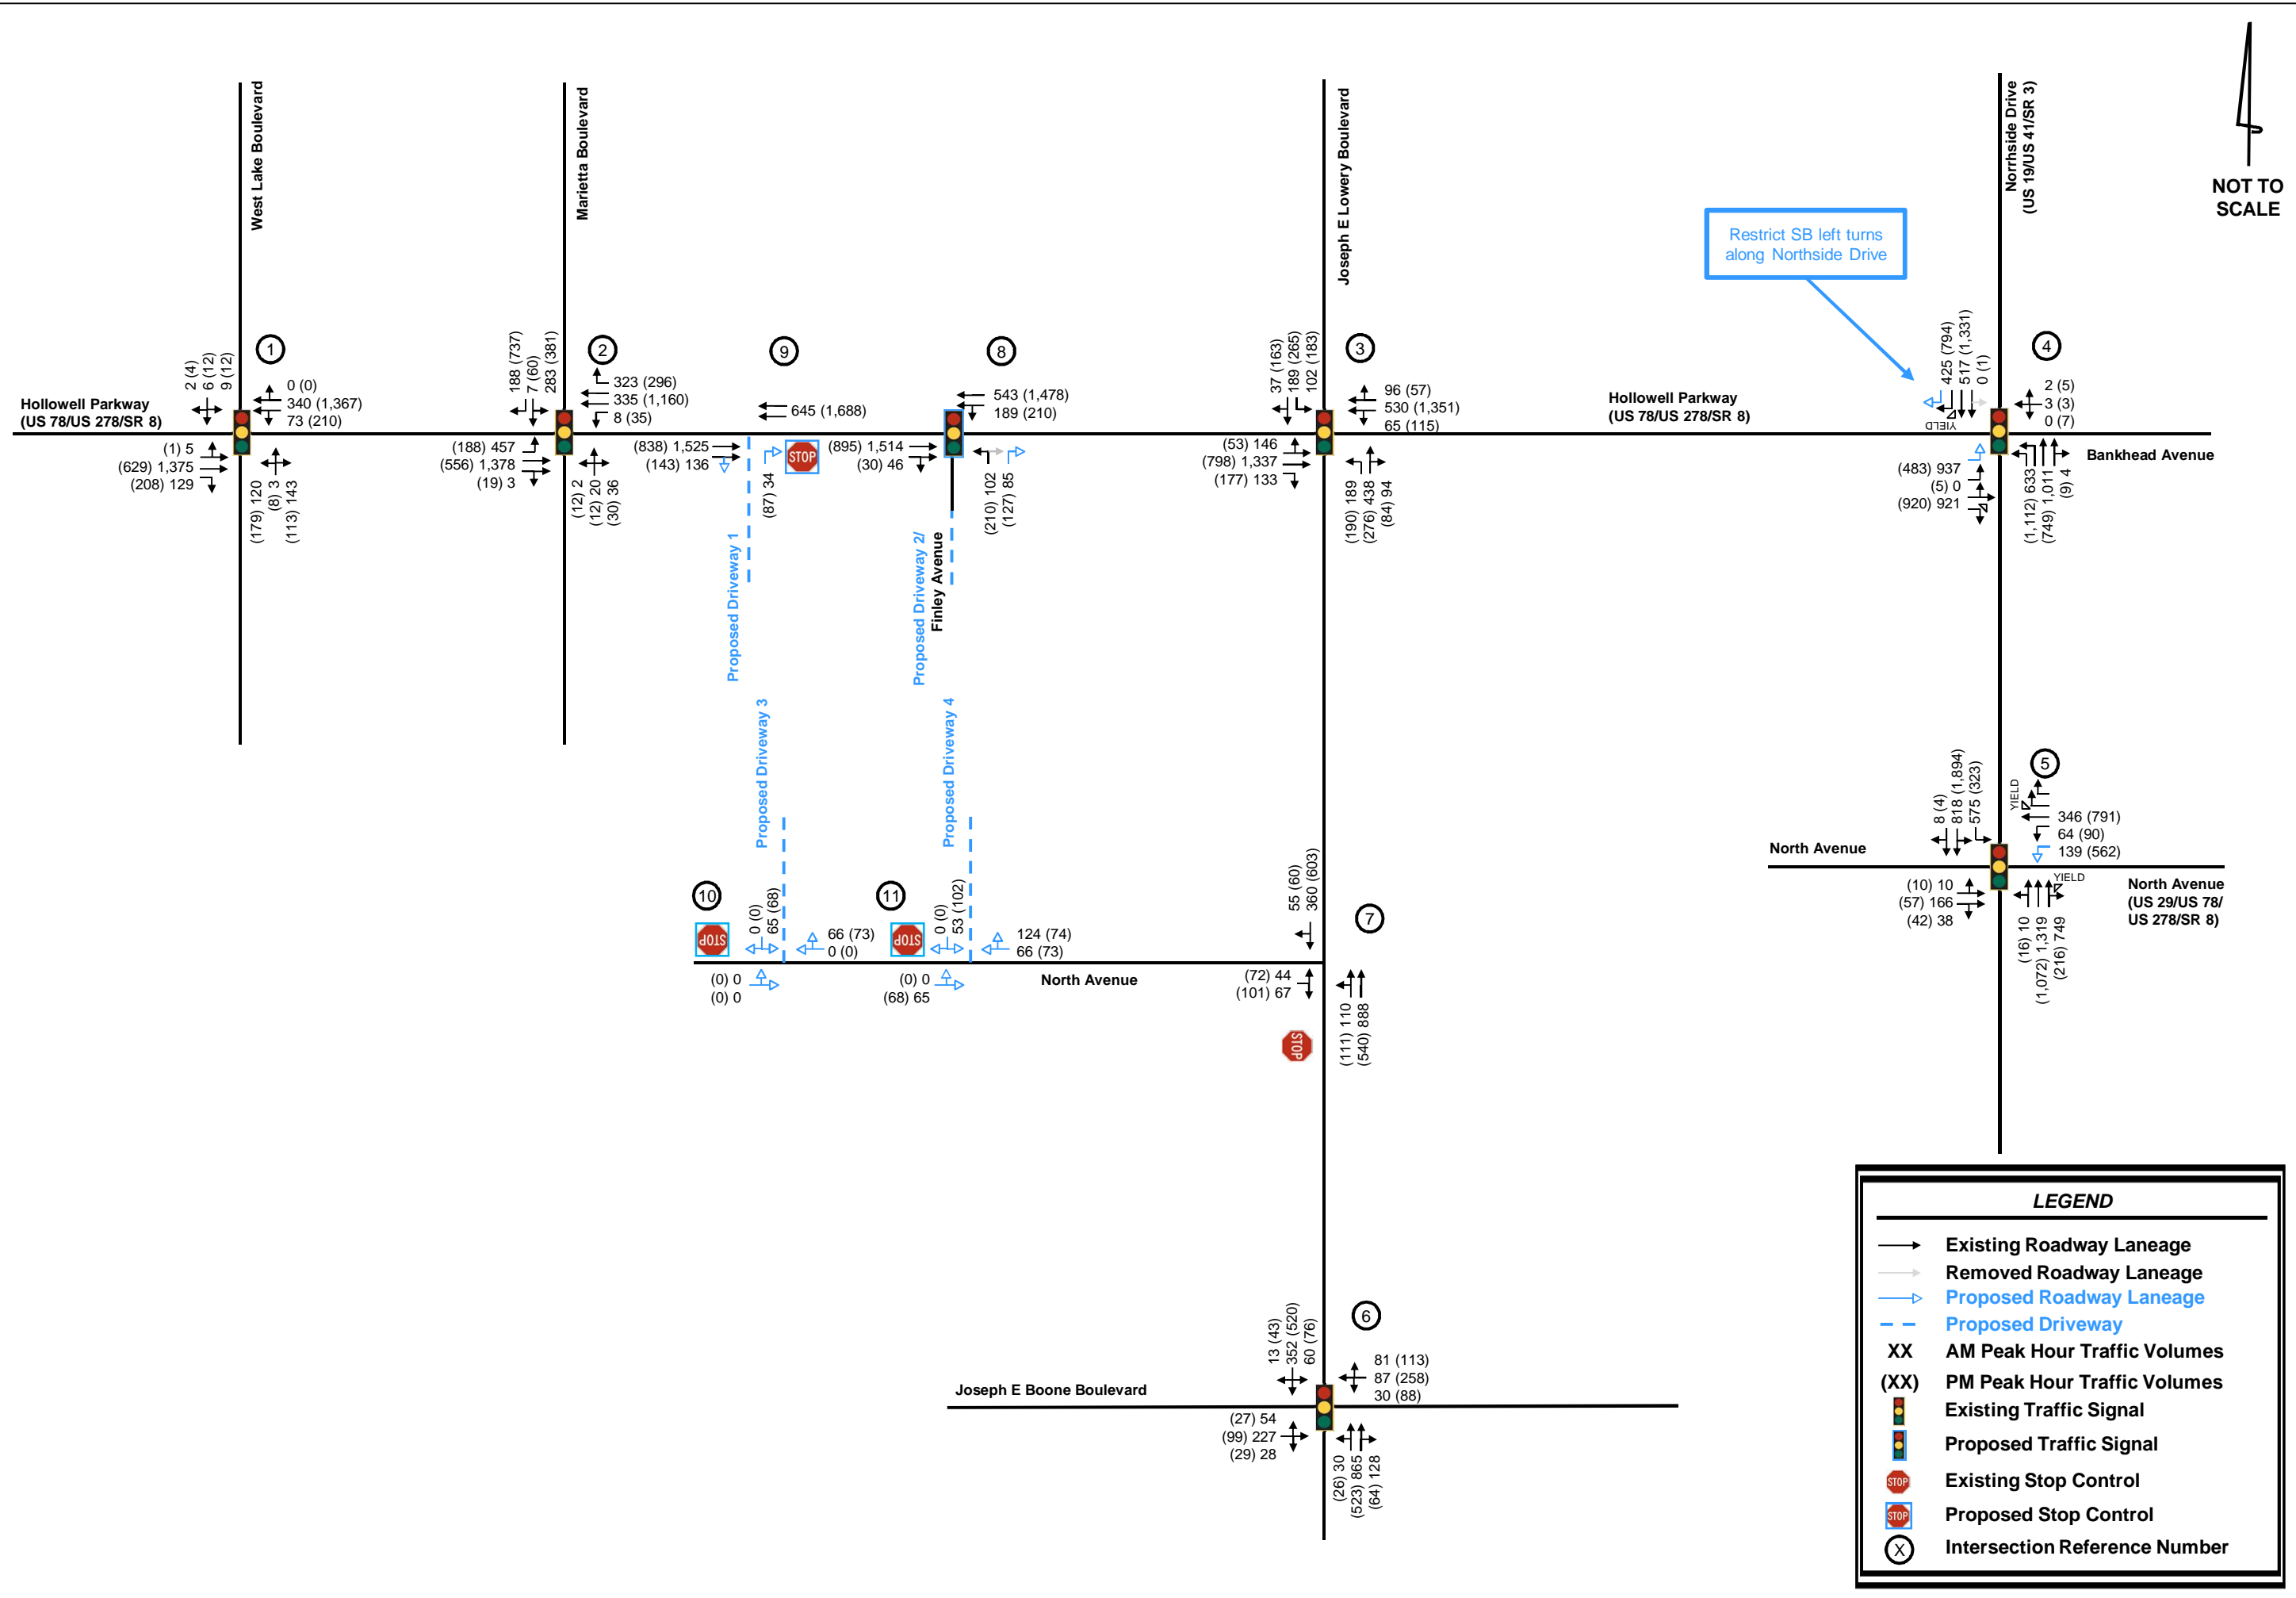 West Lake Boulevard
Marietta Boulevard
Joseph E Lowery Boulevard
Norrhside Drive
(US 19/US 41/SR 3)
NOT TO
SCALE
Restrict SB left turns
along Northside Drive
Hollowell Parkway
(US 78/US 278/SR 8)
1
2 (4)
6 (12)
9 (12)
0 (0)
340 (1,367)
73 (210)
(1) 5
(629) 1,375
(208) 129
(179) 120
(8) 3
(113) 143
2
188 (737)
7 (60)
283 (381)
323 (296)
335 (1,160)
8 (35)
(188) 457
(556) 1,378
(19) 3
(12) 2
(12) 20
(30) 36
9
645 (1,688)
(838) 1,525
(143) 136
STOP
(87) 34
Proposed Driveway 1
8
543 (1,478)
189 (210)
(895) 1,514
(30) 46
(210) 102
(127) 85
Proposed Driveway 2/
Finley Avenue
3
37 (163)
189 (265)
102 (183)
96 (57)
530 (1,351)
65 (115)
(53) 146
(798) 1,337
(177) 133
(190) 189
(276) 438
(84) 94
Hollowell Parkway
(US 78/US 278/SR 8)
4
425 (794)
517 (1,331)
0 (1)
YIELD
2 (5)
3 (3)
0 (7)
Bankhead Avenue
(483) 937
(5) 0
(920) 921
(1,112) 633
(749) 1,011
(9) 4
5
8 (4)
818 (1,894)
575 (323)
YIELD
346 (791)
64 (90)
139 (562)
North Avenue
(10) 10
(57) 166
(42) 38
YIELD
(16) 10
(1,072) 1,319
(216) 749
North Avenue
(US 29/US 78/
US 278/SR 8)
Proposed Driveway 3
10
STOP
0 (0)
65 (68)
66 (73)
0 (0)
(0) 0
(0) 0
Proposed Driveway 4
11
STOP
0 (0)
53 (102)
124 (74)
66 (73)
(0) 0
(68) 65
North Avenue
7
55 (60)
360 (603)
(72) 44
(101) 67
(111) 110
(540) 888
STOP
6
13 (43)
352 (520)
60 (76)
81 (113)
87 (258)
30 (88)
Joseph E Boone Boulevard
(27) 54
(99) 227
(29) 28
(26) 30
(523) 865
(64) 128
LEGEND
Existing Roadway Laneage
Removed Roadway Laneage
Proposed Roadway Laneage
Proposed Driveway
XX AM Peak Hour Traffic Volumes
(XX) PM Peak Hour Traffic Volumes
Existing Traffic Signal
Proposed Traffic Signal
STOP Existing Stop Control
STOP Proposed Stop Control
X Intersection Reference Number